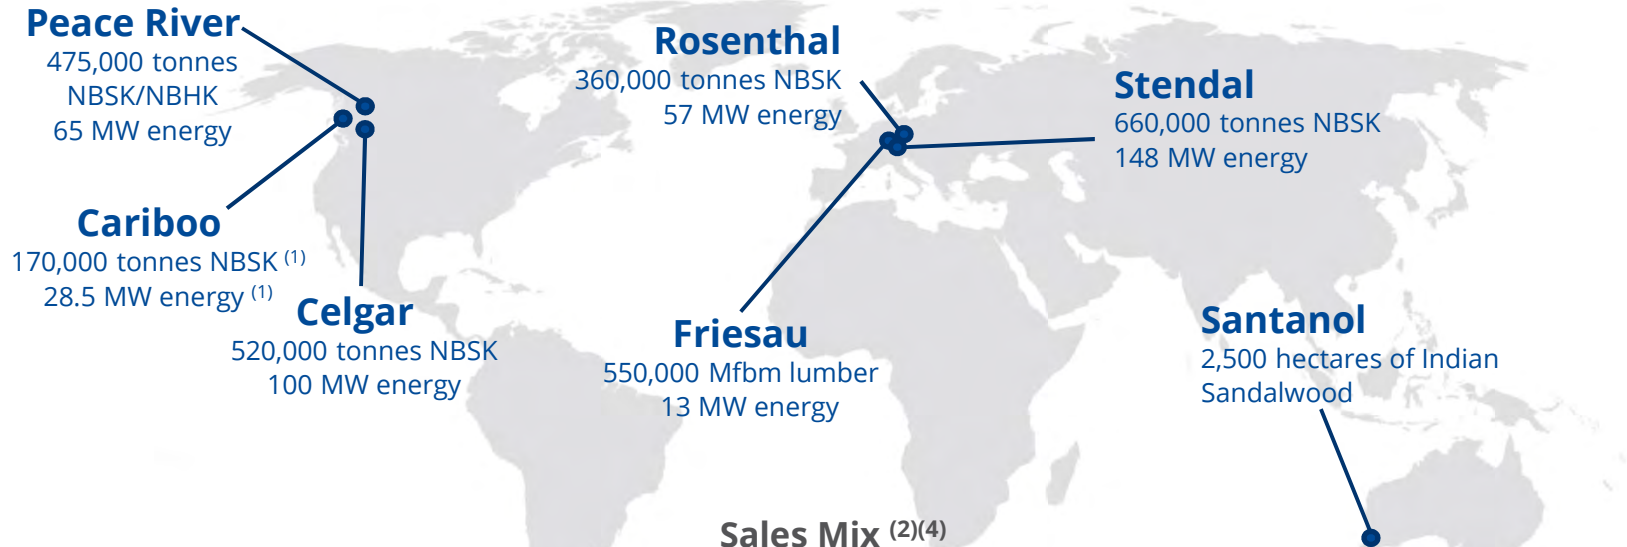 Peace River
475,000 tonnes
NBSK/NBHK
65 MW energy
Cariboo
170,000 tonnes NBSK (1)
28.5 MW energy (1)
Celgar
520,000 tonnes NBSK
100 MW energy
Rosenthal
360,000 tonnes NBSK
57 MW energy
Friesau
550,000 Mfbm lumber
13 MW energy
Stendal
660,000 tonnes NBSK
148 MW energy
Santanol
2,500 hectares of Indian
Sandalwood
Sales Mix (2)(4)